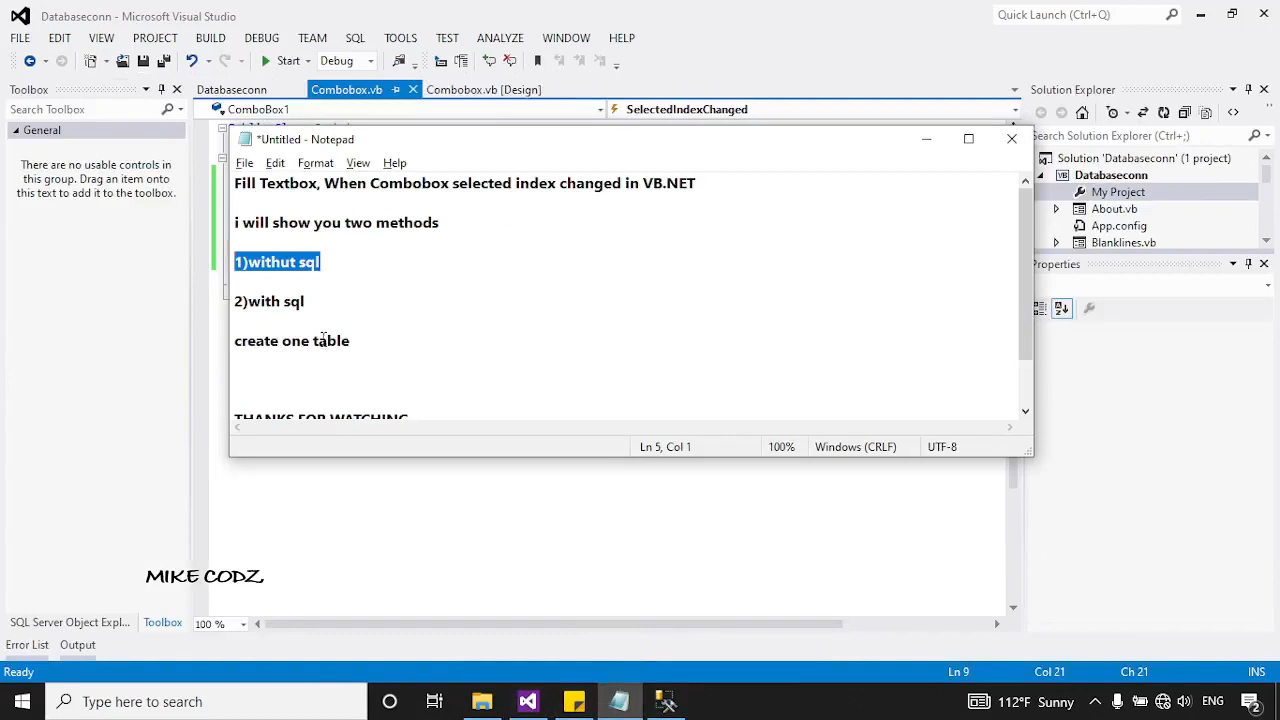 Databaseconn - Microsoft Visual Studio
Quick Launch (Ctrl+Q)
FILE EDIT VIEW PROJECT BUILD DEBUG TEAM SQL TOOLS TEST ANALYZE WINDOW HELP
Start Debug
Toolbox
Databaseconn Combobox.vb Combobox.vb [Design]
Solution Explorer
Search Toolbox
ComboBox1
SelectedIndexChanged
General
Search Solution Explorer (Ctrl+;)
*Untitled - Notepad
There are no usable controls in
this group. Drag an item onto
this text to add it to the toolbox.
Solution 'Databaseconn' (1 project)
Databaseconn
My Project
About.vb
App.config
Blanklines.vb
File Edit Format View Help
Fill Textbox, When Combobox selected index changed in VB.NET
i will show you two methods
1)withut sql
2)with sql
create one table
THANKS FOR WATCHING
Properties
Ln 5, Col 1 100% Windows (CRLF) UTF-8
MIKE CODZ,
SQL Server Object Expl... Toolbox
100 %
Error List Output
Ready Ln 9 Col 21 Ch 21 INS
Type here to search
112°F Sunny
ENG
2